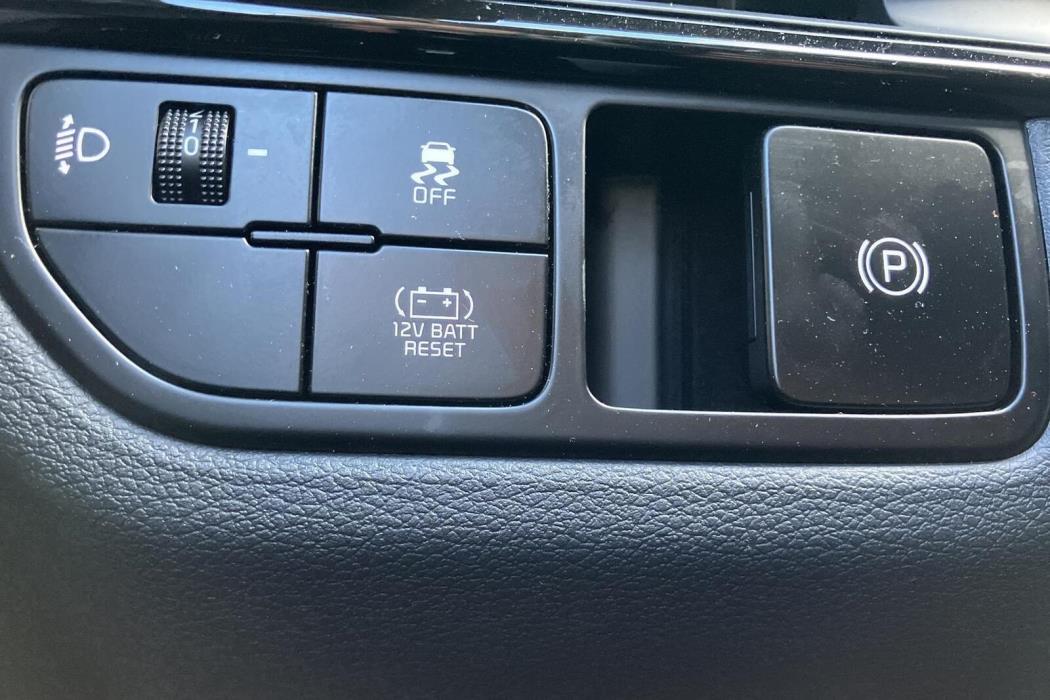 1
0
OFF
12V BATT
RESET
P